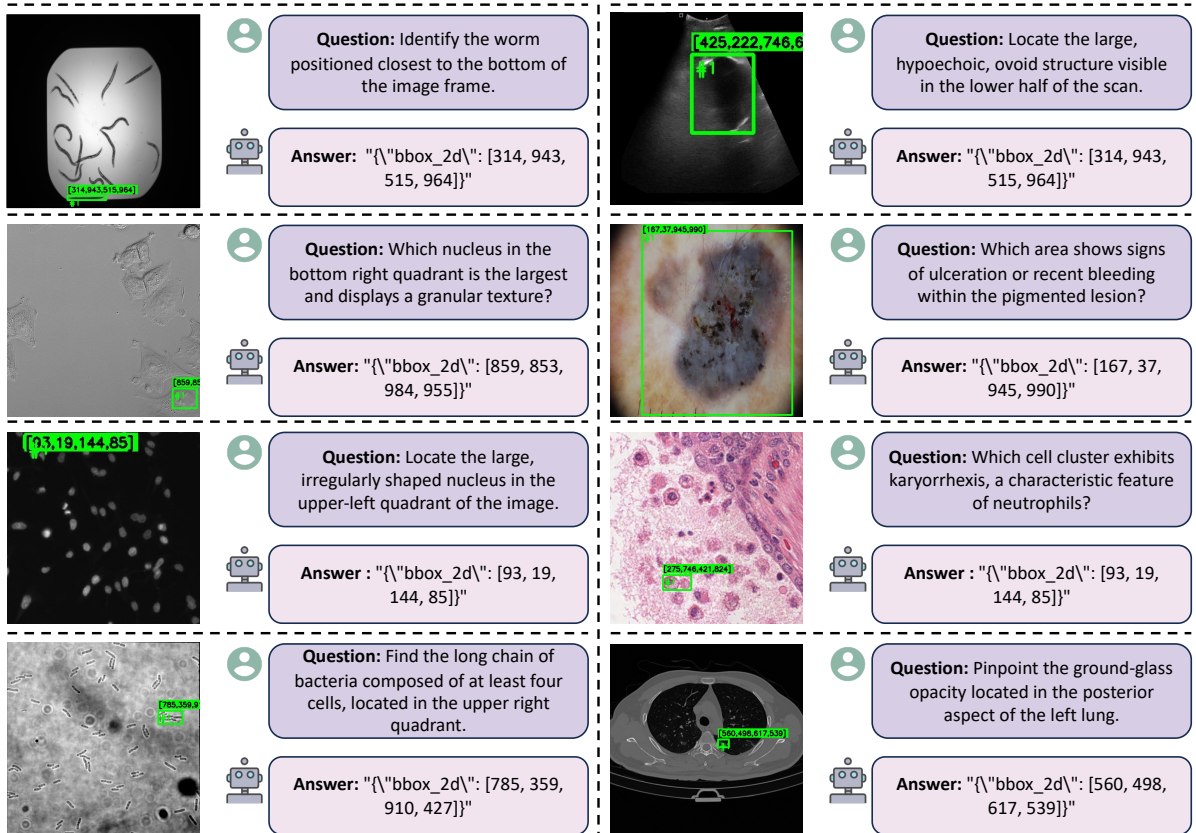 [314,943,515,964]
#1
Question: Identify the worm
positioned closest to the bottom of
the image frame.
Answer: "{\"bbox_2d\": [314, 943,
515, 964]}"
[425,222,746,6
#1
Question: Locate the large,
hypoechoic, ovoid structure visible
in the lower half of the scan.
Answer: "{\"bbox_2d\": [314, 943,
515, 964]}"
[859,85
#1
Question: Which nucleus in the
bottom right quadrant is the largest
and displays a granular texture?
Answer: "{\"bbox_2d\": [859, 853,
984, 955]}"
[167,37,945,990]
#1
Question: Which area shows signs
of ulceration or recent bleeding
within the pigmented lesion?
Answer: "{\"bbox_2d\": [167, 37,
945, 990]}"
[93,19,144,85]
Question: Locate the large,
irregularly shaped nucleus in the
upper-left quadrant of the image.
Answer : "{\"bbox_2d\": [93, 19,
144, 85]}"
[275,746,421,824]
Question: Which cell cluster exhibits
karyorrhexis, a characteristic feature
of neutrophils?
Answer : "{\"bbox_2d\": [93, 19,
144, 85]}"
[785,359,9
Question: Find the long chain of
bacteria composed of at least four
cells, located in the upper right
quadrant.
Answer: "{\"bbox_2d\": [785, 359,
910, 427]}"
[560,498,617,539]
Question: Pinpoint the ground-glass
opacity located in the posterior
aspect of the left lung.
Answer: "{\"bbox_2d\": [560, 498,
617, 539]}"